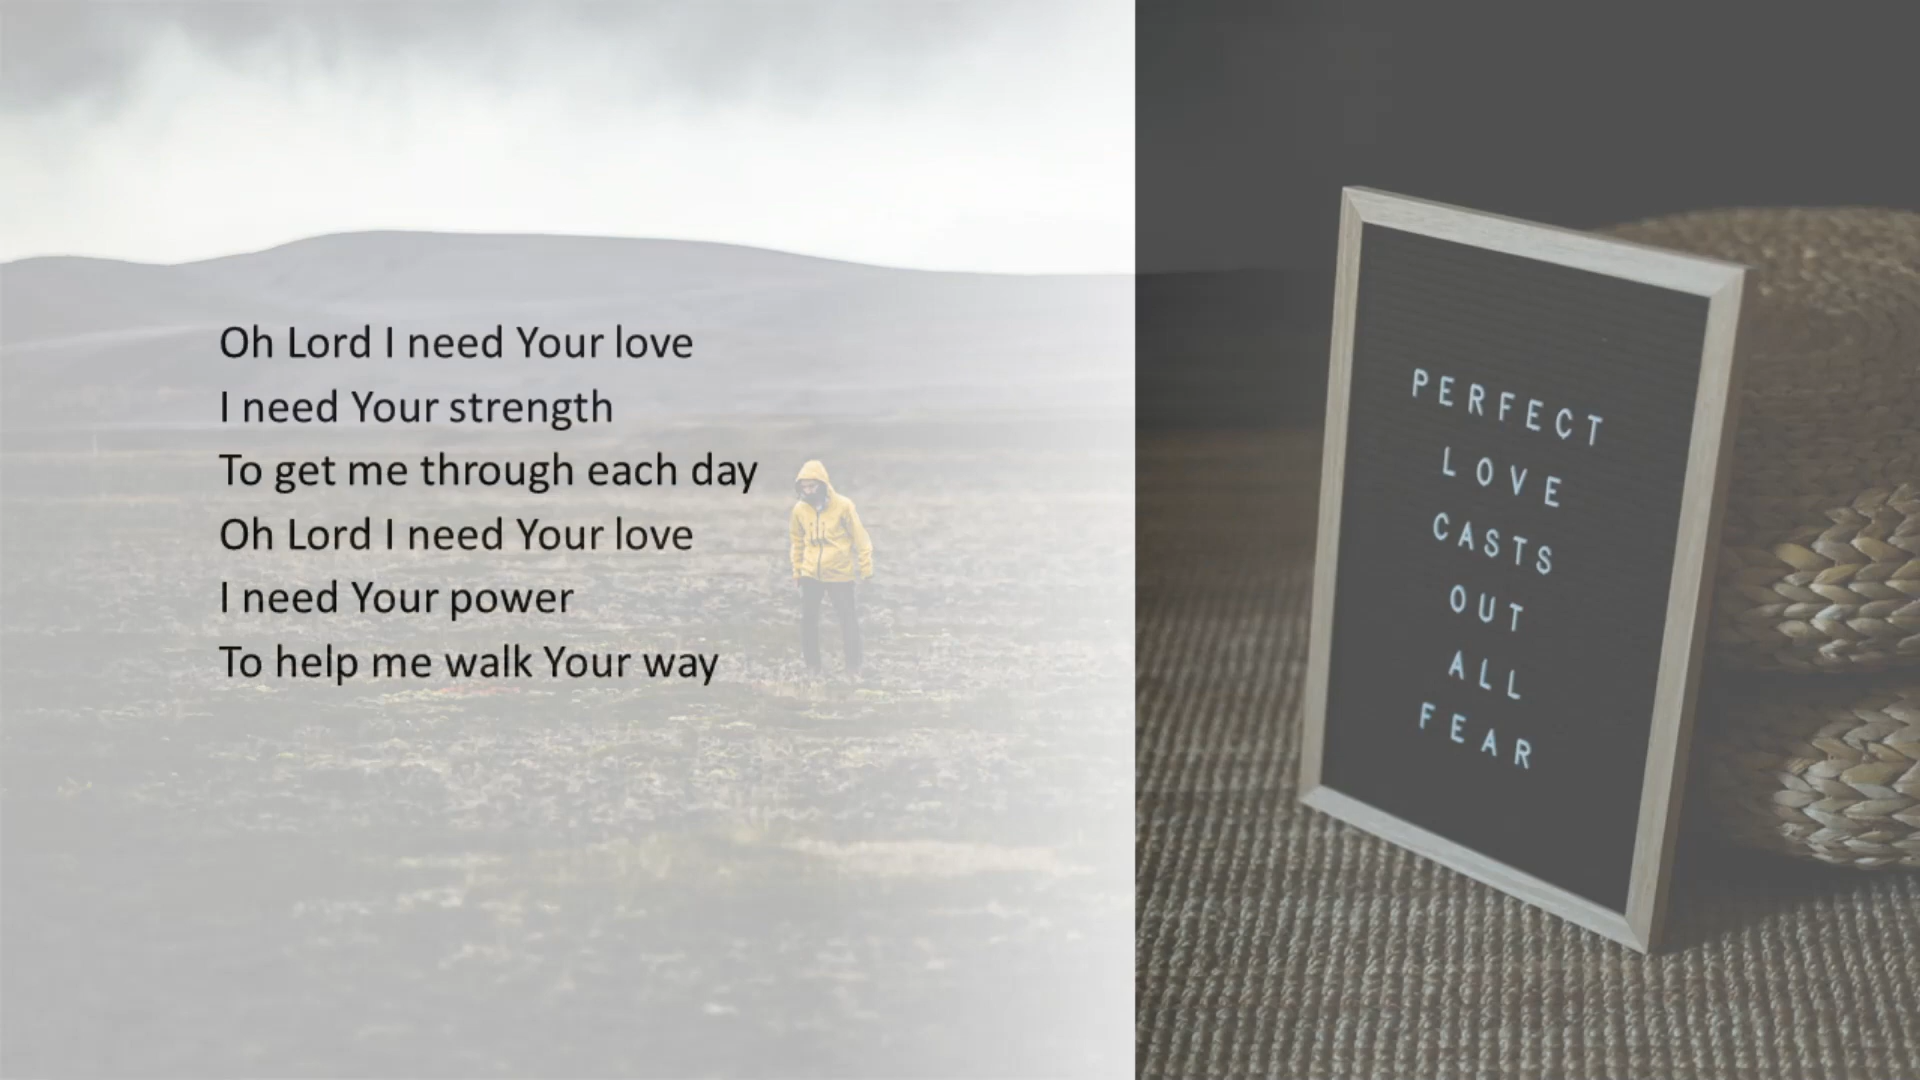 Oh Lord I need Your love
I need Your strength
To get me through each day
Oh Lord I need Your love
I need Your power
To help me walk Your way
PERFECT
LOVE
CASTS
OUT
ALL
FEAR